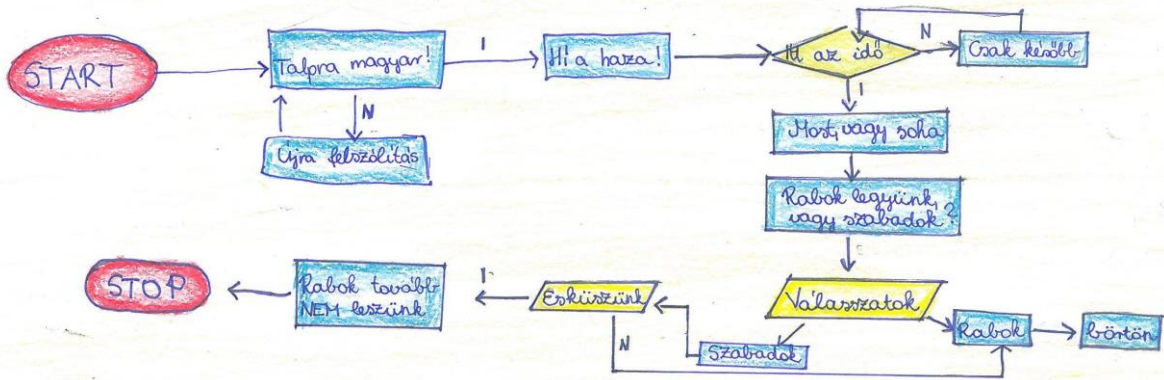 START
Talpra magyar!
I
N
Újra felszólítás
Hí a haza!
Itt az idő
N
Csak később
I
Most, vagy soha
Rabok legyünk,
vagy szabadok?
Válasszatok
Rabok
börtön
Szabadok
Esküszünk
N
I
Rabok tovább
NEM leszünk
STOP